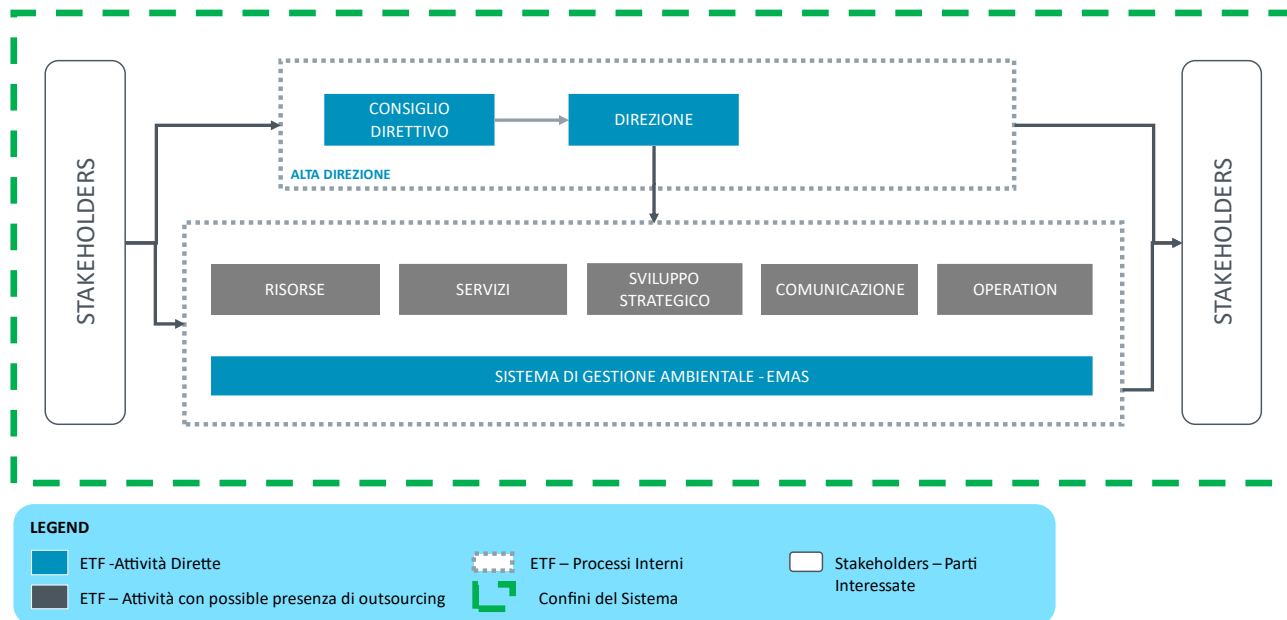 STAKEHOLDERS
CONSIGLIO
DIRETTIVO
DIREZIONE
ALTA DIREZIONE
RISORSE
SERVIZI
SVILUPPO
STRATEGICO
COMUNICAZIONE
OPERATION
SISTEMA DI GESTIONE AMBIENTALE - EMAS
STAKEHOLDERS
LEGEND
ETF -Attività Dirette
ETF – Attività con possible presenza di outsourcing
ETF – Processi Interni
Confini del Sistema
Stakeholders – Parti
Interessate